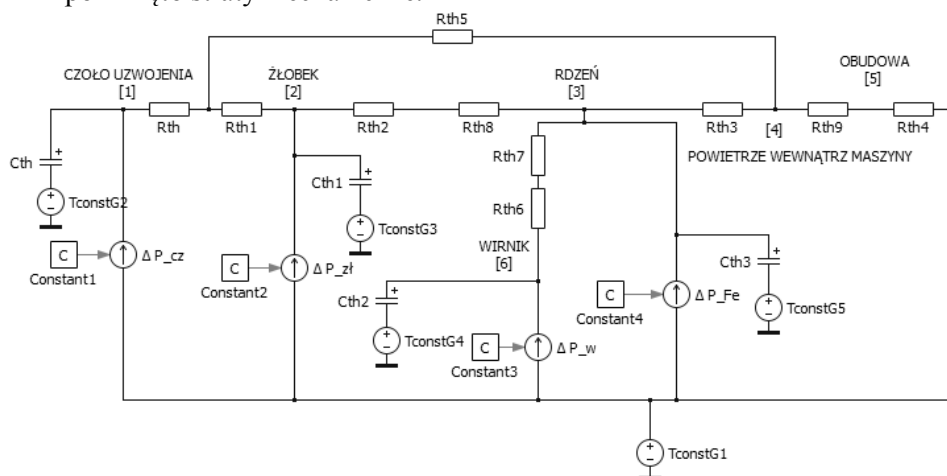 Rth5
CZOŁO UZWOJENIA
[1]
ŻŁOBEK
[2]
RDZEŃ
[3]
OBUDOWA
[5]
Rth
Rth1
Rth2
Rth8
Rth3
[4]
Rth9
Rth4
POWIETRZE WEWNĄTRZ MASZYNY
Cth
+
TconstG2
Cth1
+
TconstG3
Rth7
Rth6
WIRNIK
[6]
C
Constant1
Δ P_cz
C
Constant2
Δ P_zł
Cth2
+
TconstG4
C
Constant3
Δ P_w
C
Constant4
Δ P_Fe
Cth3
+
TconstG5
TconstG1